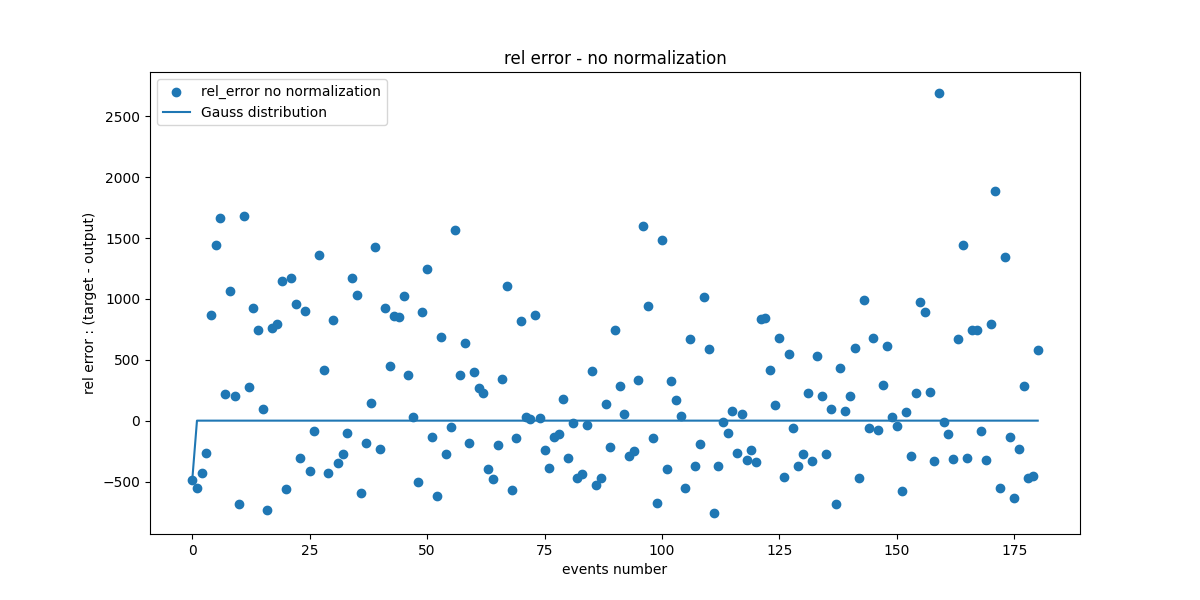 rel error - no normalization
rel_error no normalization
Gauss distribution
rel error : (target - output)
2500
2000
1500
1000
500
0
−500
0 25 50 75 100 125 150 175
events number